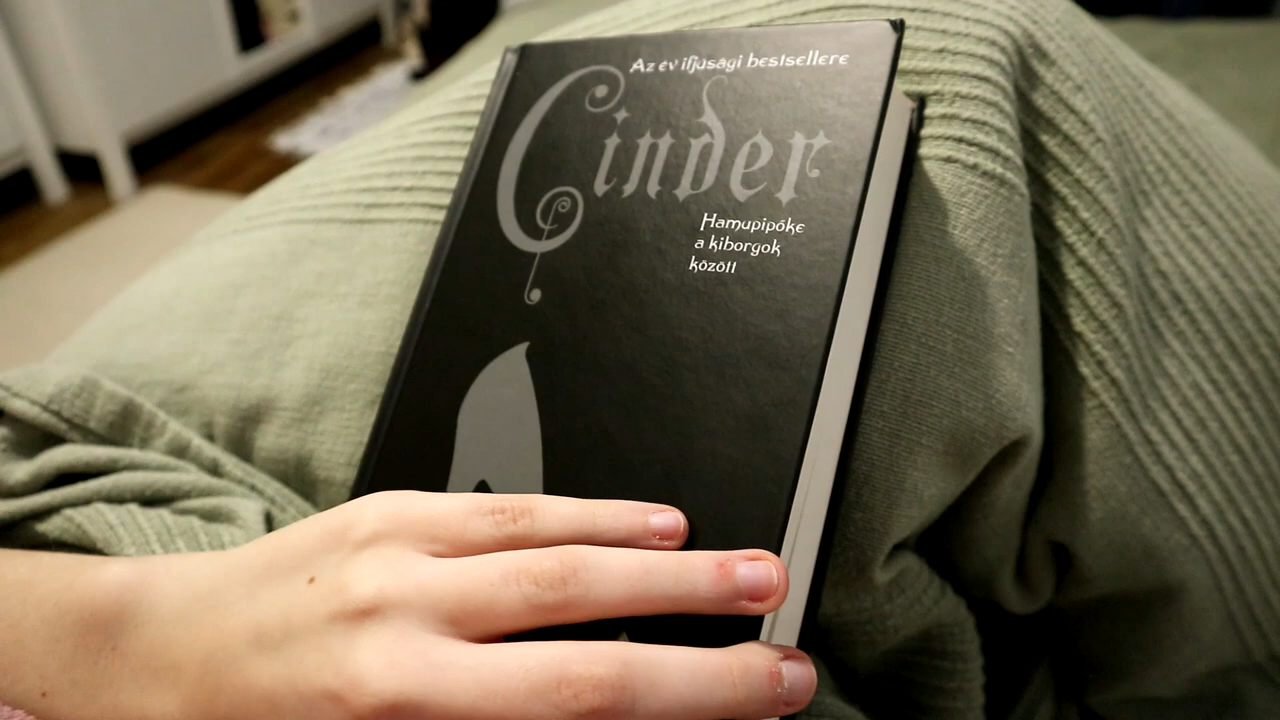 Az év ifjúsági bestsellere
Cinder
Hamupipőke
a kiborgok
között